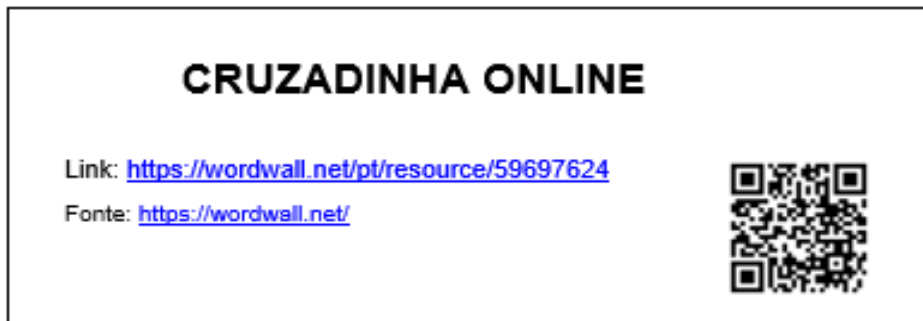 CRUZADINHA ONLINE
Link: https://wordwall.net/pt/resource/59697624
Fonte: https://wordwall.net/